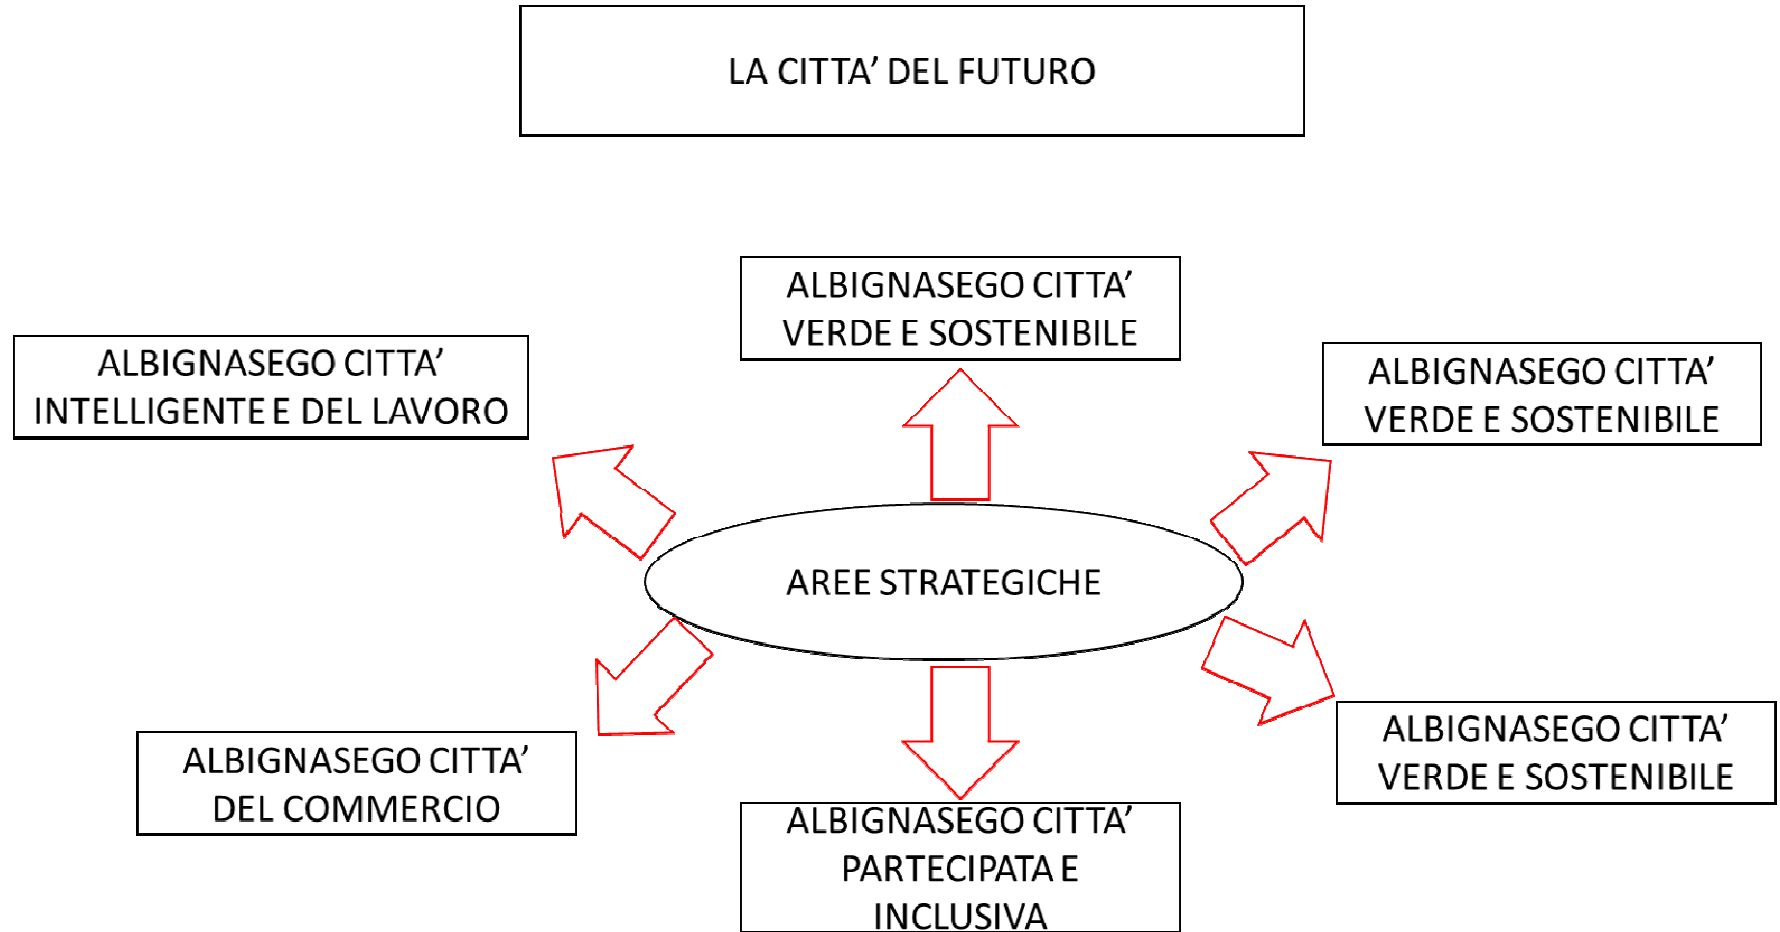 LA CITTA’ DEL FUTURO
ALBIGNASEGO CITTA’
VERDE E SOSTENIBILE
ALBIGNASEGO CITTA’
INTELLIGENTE E DEL LAVORO
ALBIGNASEGO CITTA’
VERDE E SOSTENIBILE
AREE STRATEGICHE
ALBIGNASEGO CITTA’
DEL COMMERCIO
ALBIGNASEGO CITTA’
VERDE E SOSTENIBILE
ALBIGNASEGO CITTA’
PARTECIPATA E
INCLUSIVA